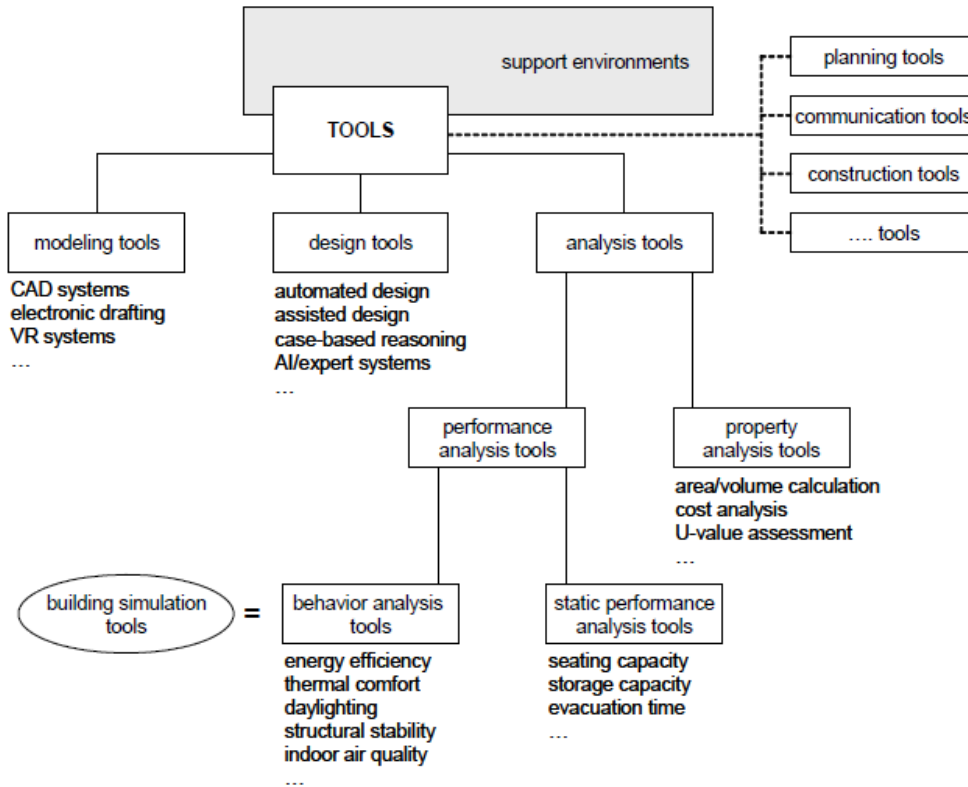 support environments
TOOLS
planning tools
communication tools
construction tools
.... tools
modeling tools
CAD systems
electronic drafting
VR systems
...
design tools
automated design
assisted design
case-based reasoning
AI/expert systems
...
analysis tools
performance
analysis tools
property
analysis tools
area/volume calculation
cost analysis
U-value assessment
...
building simulation
tools
=
behavior analysis
tools
energy efficiency
thermal comfort
daylighting
structural stability
indoor air quality
...
static performance
analysis tools
seating capacity
storage capacity
evacuation time
...